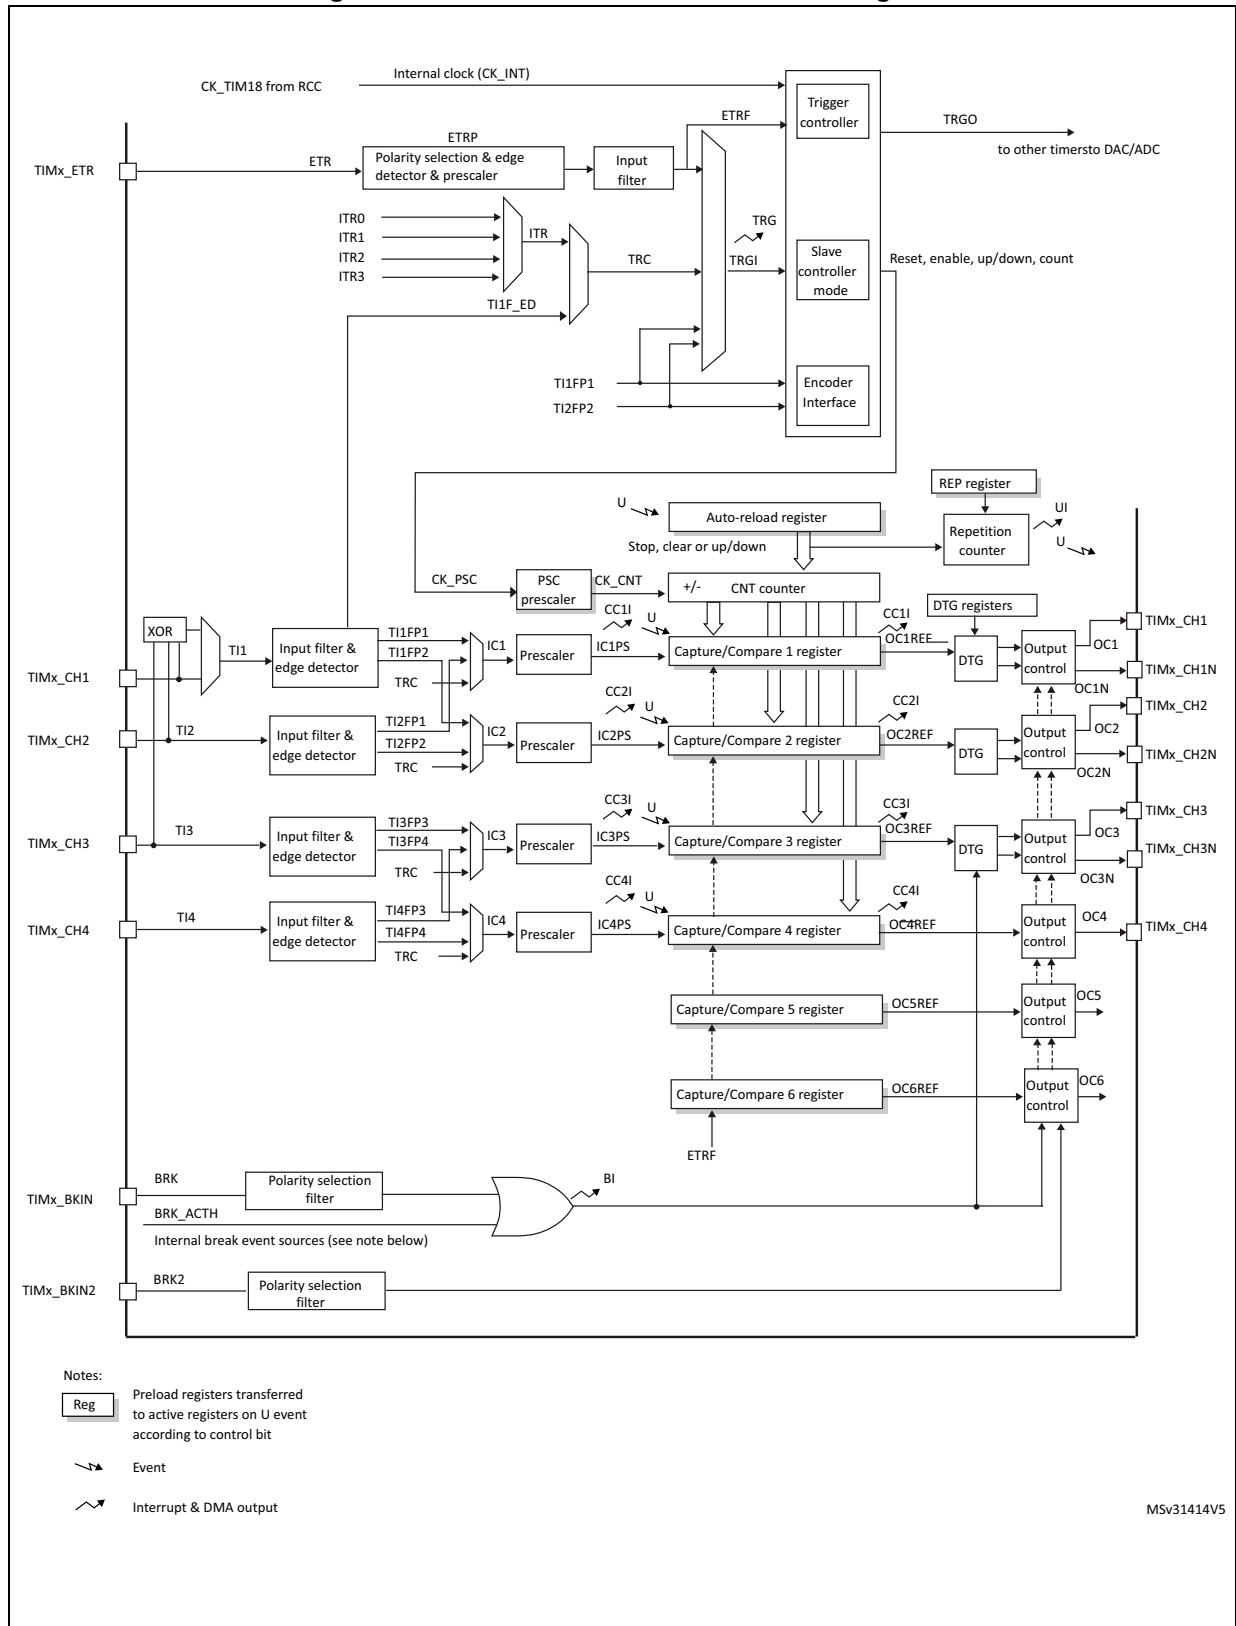 Internal clock (CK_INT)
CK_TIM18 from RCC
Trigger
controller
ETRF
TRGO
to other timersto DAC/ADC
ETRP
TIMx_ETR
ETR
Polarity selection & edge
detector & prescaler
Input
filter
ITR0
ITR1
ITR2
ITR3
ITR
TRC
TI1F_ED
TRG
TRGI
Slave
controller
mode
Reset, enable, up/down, count
TI1FP1
TI2FP2
Encoder
Interface
REP register
U
Auto-reload register
Repetition
counter
UI
U
Stop, clear or up/down
CK_PSC
PSC
prescaler
CK_CNT
+/-
CNT counter
DTG registers
XOR
TI1
Input filter &
edge detector
TI1FP1
TI1FP2
TRC
IC1
Prescaler
IC1PS
CC1I
U
Capture/Compare 1 register
CC1I
OC1REF
DTG
Output
control
OC1
TIMx_CH1
TIMx_CH1N
OC1N
TIMx_CH1
TIMx_CH2
TI2
Input filter &
edge detector
TI2FP1
TI2FP2
TRC
IC2
Prescaler
IC2PS
CC2I
U
Capture/Compare 2 register
CC2I
OC2REF
DTG
Output
control
OC2
TIMx_CH2
TIMx_CH2N
OC2N
TIMx_CH3
TI3
Input filter &
edge detector
TI3FP3
TI3FP4
TRC
IC3
Prescaler
IC3PS
CC3I
U
Capture/Compare 3 register
CC3I
OC3REF
DTG
Output
control
OC3
TIMx_CH3
TIMx_CH3N
OC3N
TIMx_CH4
TI4
Input filter &
edge detector
TI4FP3
TI4FP4
TRC
IC4
Prescaler
IC4PS
CC4I
U
Capture/Compare 4 register
CC4I
OC4REF
Output
control
OC4
TIMx_CH4
Capture/Compare 5 register
OC5REF
Output
control
OC5
Capture/Compare 6 register
OC6REF
Output
control
OC6
ETRF
TIMx_BKIN
BRK
Polarity selection
filter
BI
BRK_ACTH
Internal break event sources (see note below)
TIMx_BKIN2
BRK2
Polarity selection
filter
Notes:
Reg
Preload registers transferred
to active registers on U event
according to control bit
Event
Interrupt & DMA output
MSv31414V5